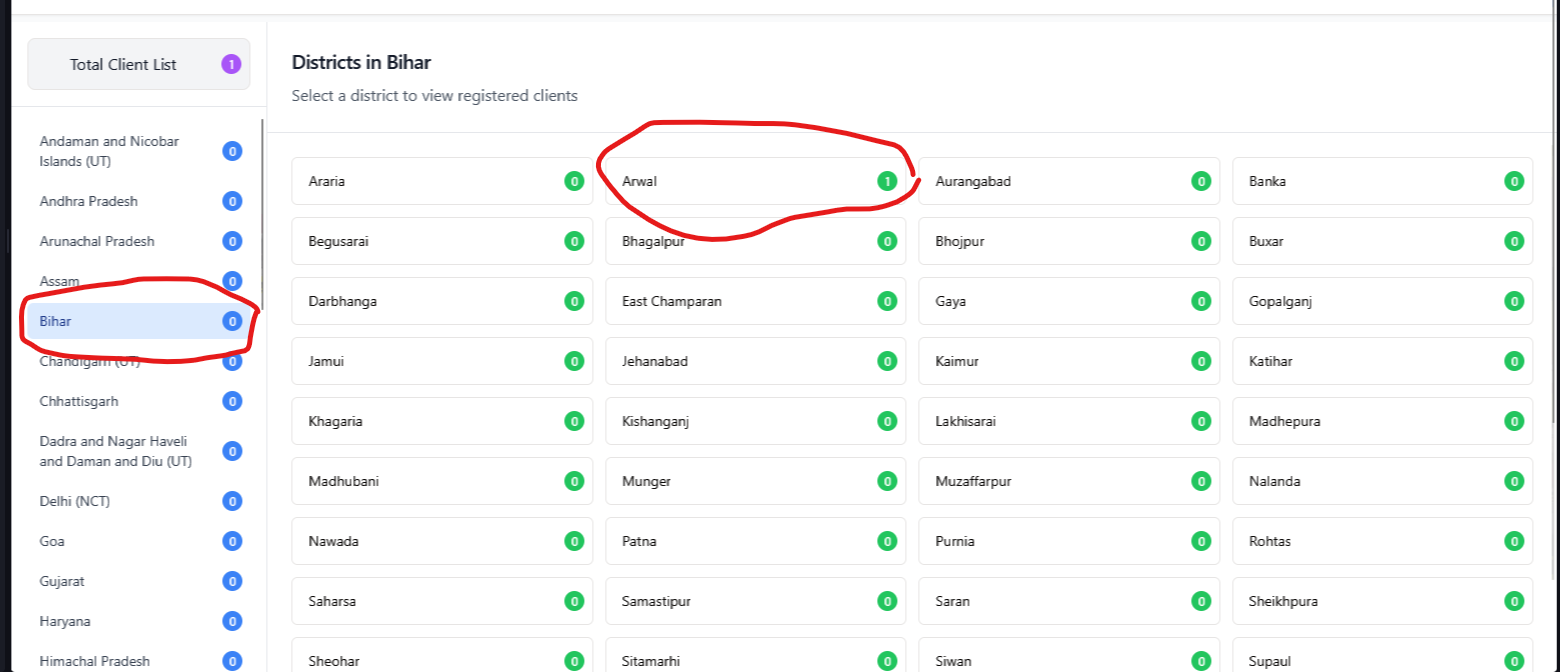 Total Client List 1
Andaman and Nicobar
Islands (UT) 0
Andhra Pradesh 0
Arunachal Pradesh 0
Assam 0
Bihar 0
Chandigarh (UT) 0
Chhattisgarh 0
Dadra and Nagar Haveli
and Daman and Diu (UT) 0
Delhi (NCT) 0
Goa 0
Gujarat 0
Haryana 0
Himachal Pradesh 0
Districts in Bihar
Select a district to view registered clients
Araria 0 Arwal 1 Aurangabad 0 Banka 0
Begusarai 0 Bhagalpur 0 Bhojpur 0 Buxar 0
Darbhanga 0 East Champaran 0 Gaya 0 Gopalganj 0
Jamui 0 Jehanabad 0 Kaimur 0 Katihar 0
Khagaria 0 Kishanganj 0 Lakhisarai 0 Madhepura 0
Madhubani 0 Munger 0 Muzaffarpur 0 Nalanda 0
Nawada 0 Patna 0 Purnia 0 Rohtas 0
Saharsa 0 Samastipur 0 Saran 0 Sheikhpura 0
Sheohar 0 Sitamarhi 0 Siwan 0 Supaul 0